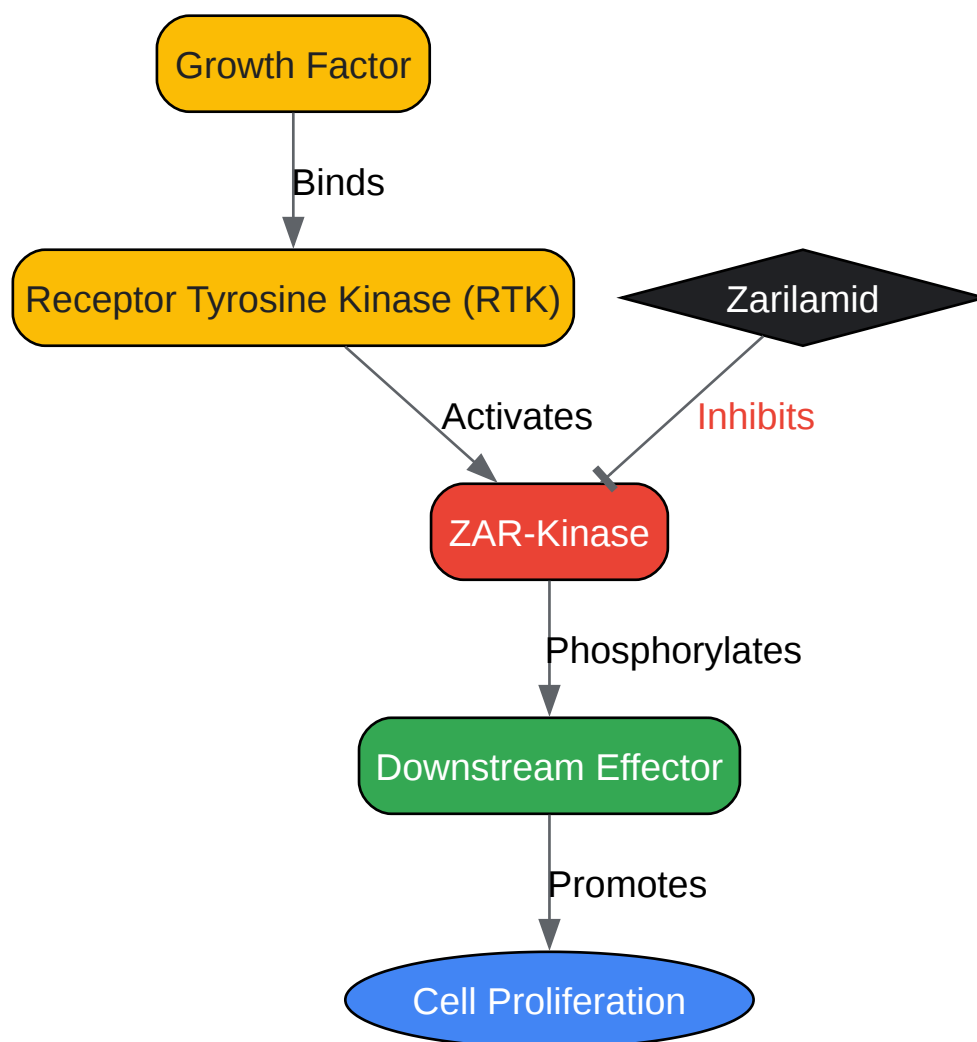 Growth Factor
Binds
Receptor Tyrosine Kinase (RTK)
Zarilamid
Activates
Inhibits
ZAR-Kinase
Phosphorylates
Downstream Effector
Promotes
Cell Proliferation